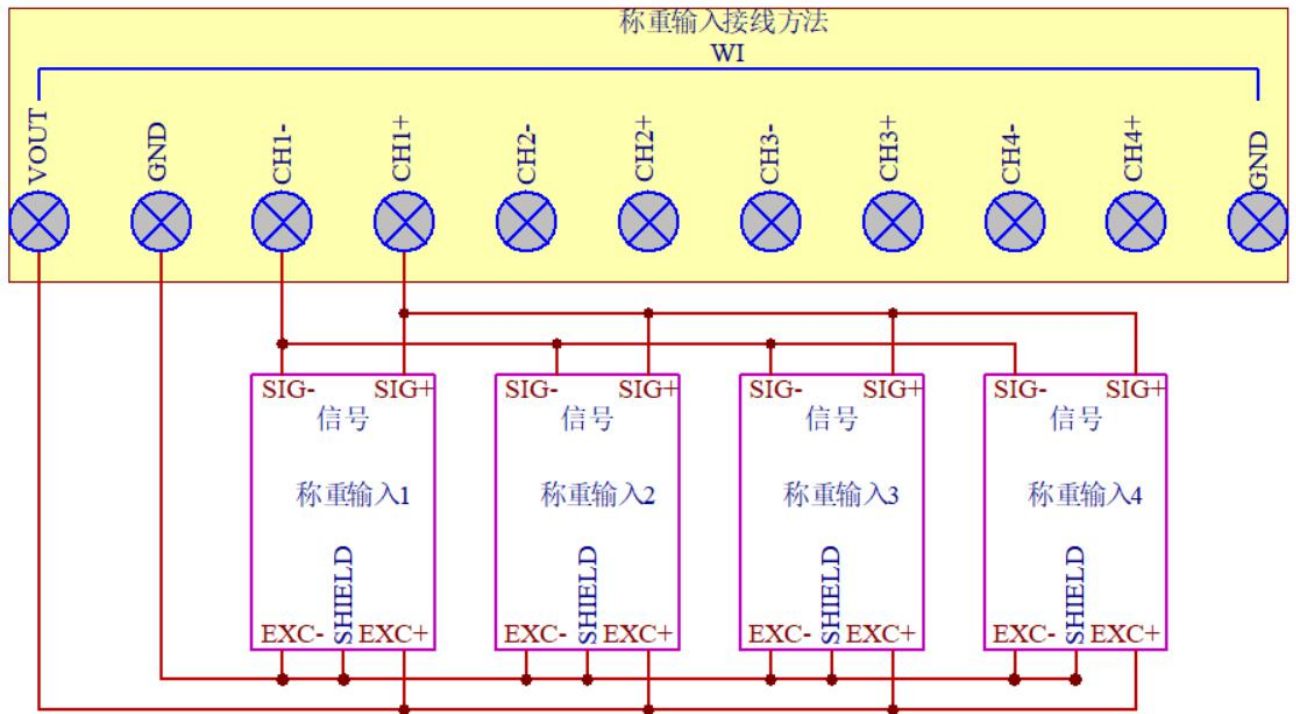 称重输入接线方法
WI
VOUT
GND
CH1-
CH1+
CH2-
CH2+
CH3-
CH3+
CH4-
CH4+
GND
SIG- SIG+
信号
称重输入1
SHIELD
EXC- EXC+
SIG- SIG+
信号
称重输入2
SHIELD
EXC- EXC+
SIG- SIG+
信号
称重输入3
SHIELD
EXC- EXC+
SIG- SIG+
信号
称重输入4
SHIELD
EXC- EXC+